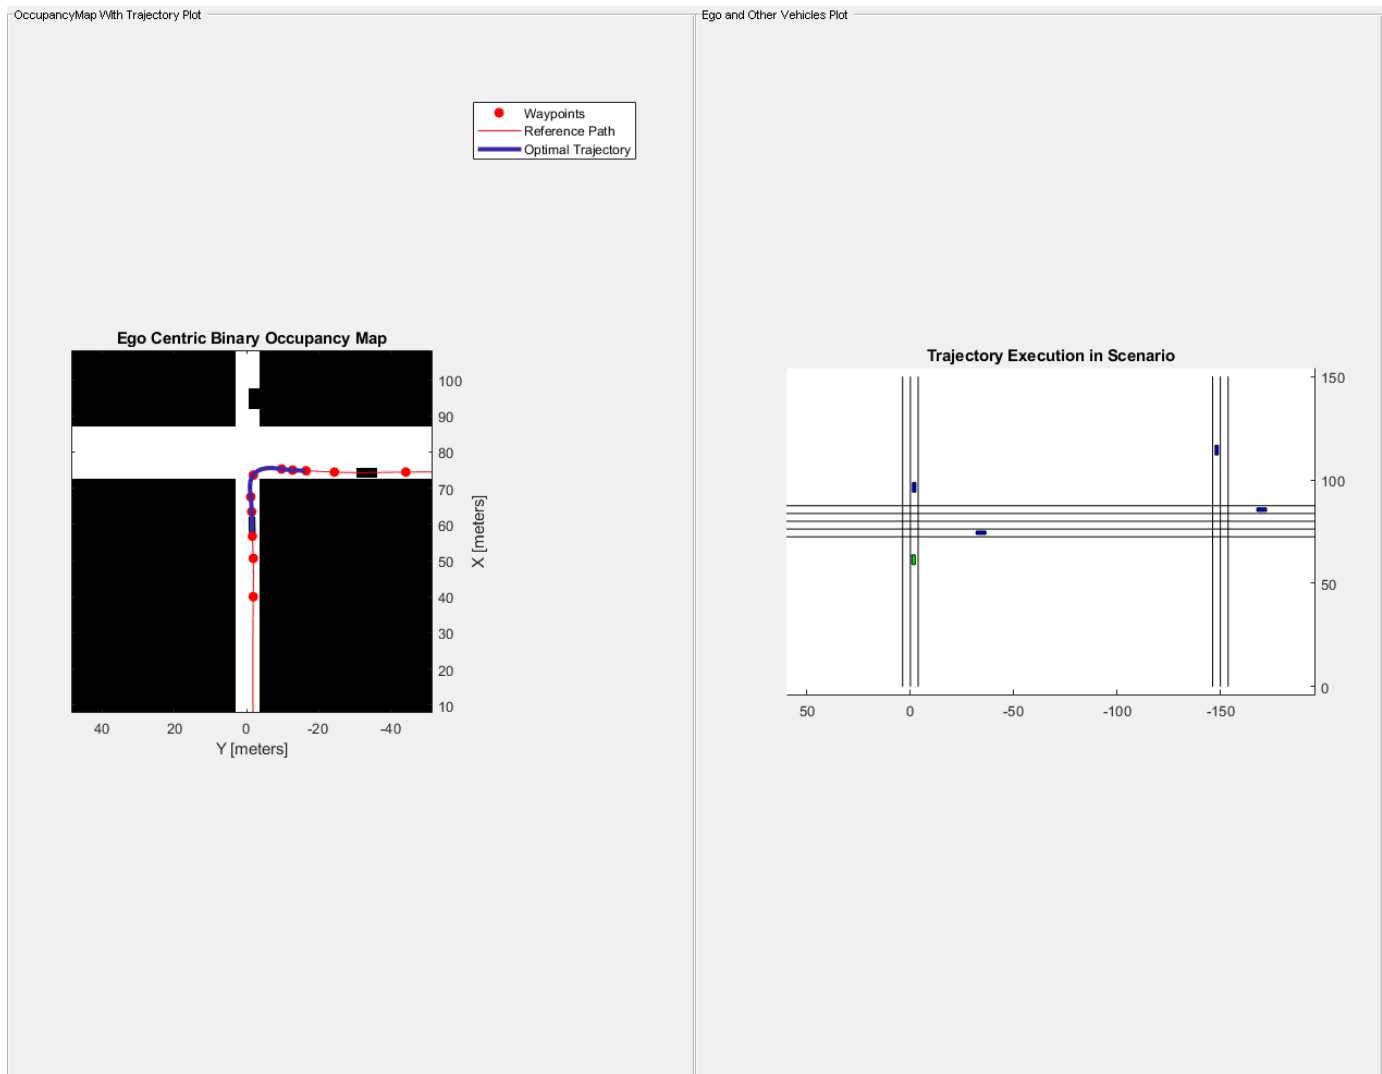 OccupancyMap With Trajectory Plot
Ego and Other Vehicles Plot
Waypoints
Reference Path
Optimal Trajectory
Ego Centric Binary Occupancy Map
100
90
80
70
60
50
40
30
20
10
X [meters]
40 20 0 -20 -40
Y [meters]
Trajectory Execution in Scenario
150
100
50
0
50 0 -50 -100 -150